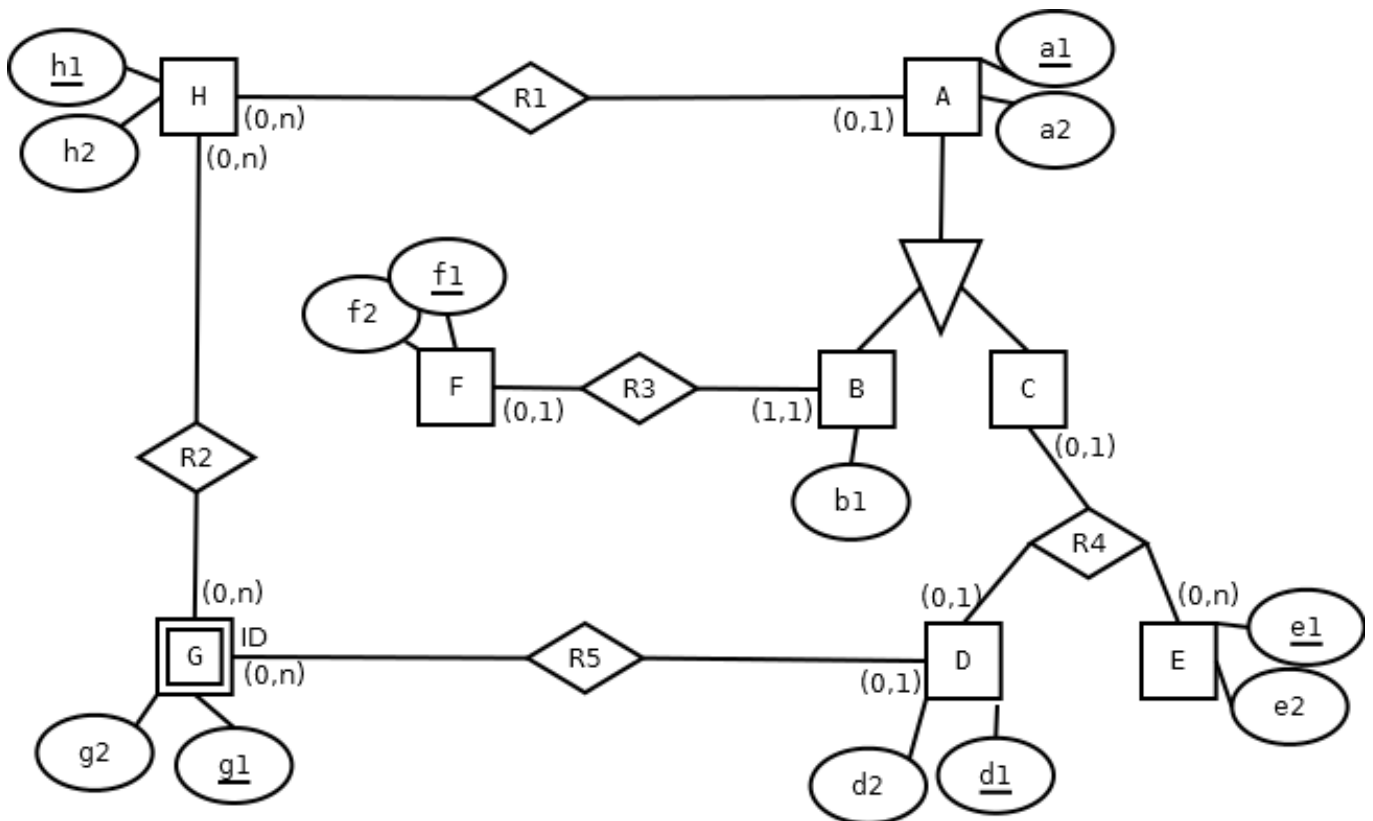 h1
H
h2
(0,n)
(0,n)
R1
(0,1)
A
a1
a2
f1
f2
F
(0,1)
R3
(1,1)
B
b1
C
(0,1)
R4
(0,1)
(0,n)
R2
(0,n)
G
ID
(0,n)
g2
g1
R5
(0,1)
D
d2
d1
E
e1
e2